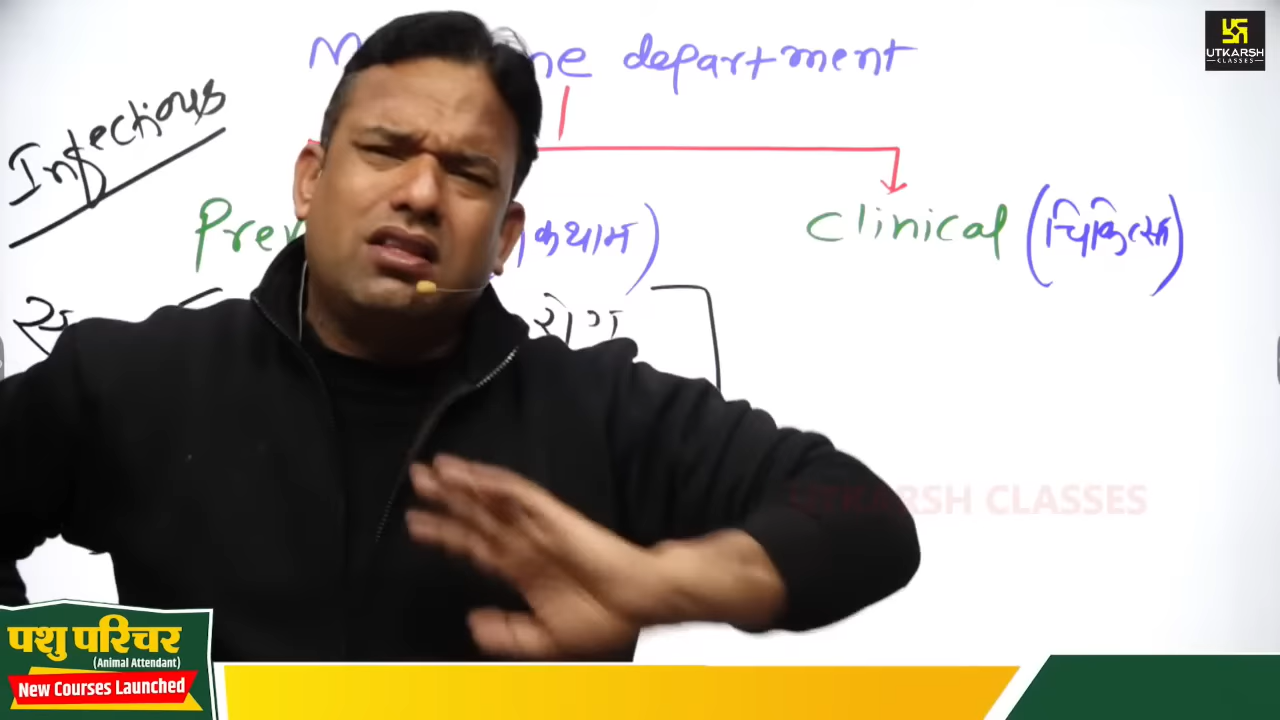 UTKARSH
CLASSES
department
Infectious
Clinical (चिकित्सा)
रोग
UTKARSH CLASSES
पशु परिचर
(Animal Attendant)
New Courses Launched